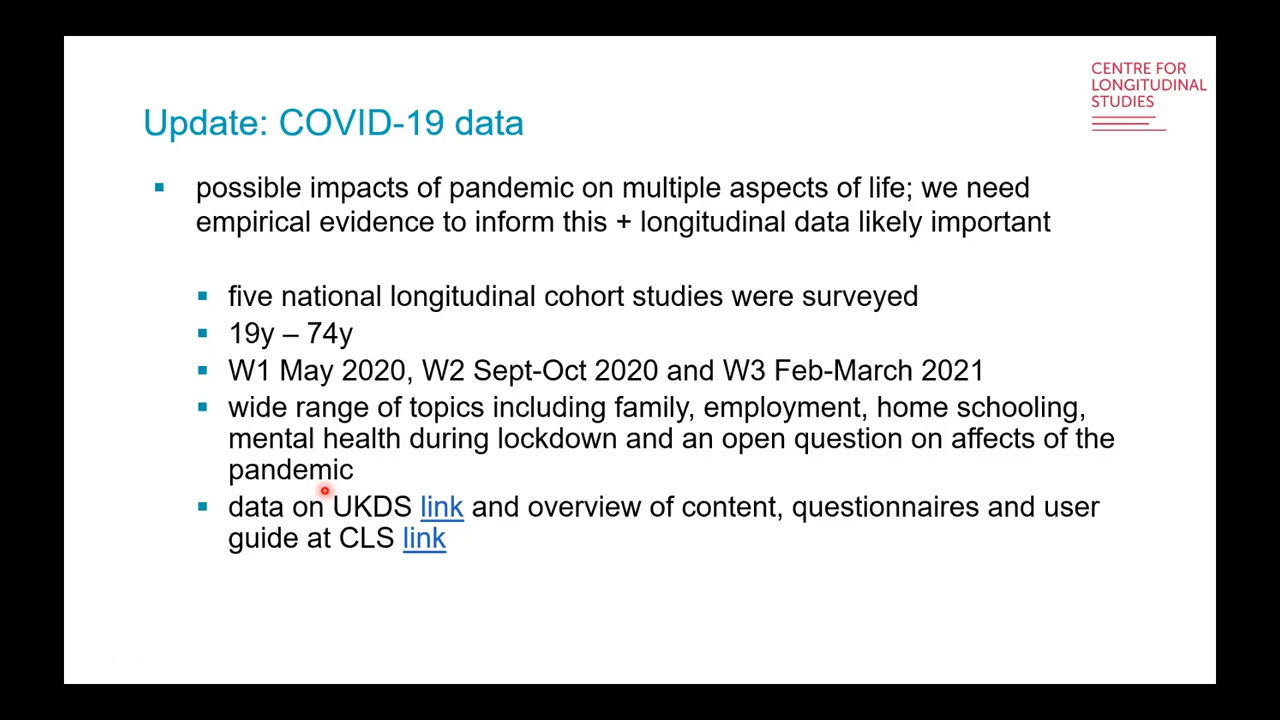 CENTRE FOR
LONGITUDINAL
STUDIES
Update: COVID-19 data
possible impacts of pandemic on multiple aspects of life; we need
empirical evidence to inform this + longitudinal data likely important
five national longitudinal cohort studies were surveyed
19y – 74y
W1 May 2020, W2 Sept-Oct 2020 and W3 Feb-March 2021
wide range of topics including family, employment, home schooling,
mental health during lockdown and an open question on affects of the
pandemic
data on UKDS link and overview of content, questionnaires and user
guide at CLS link